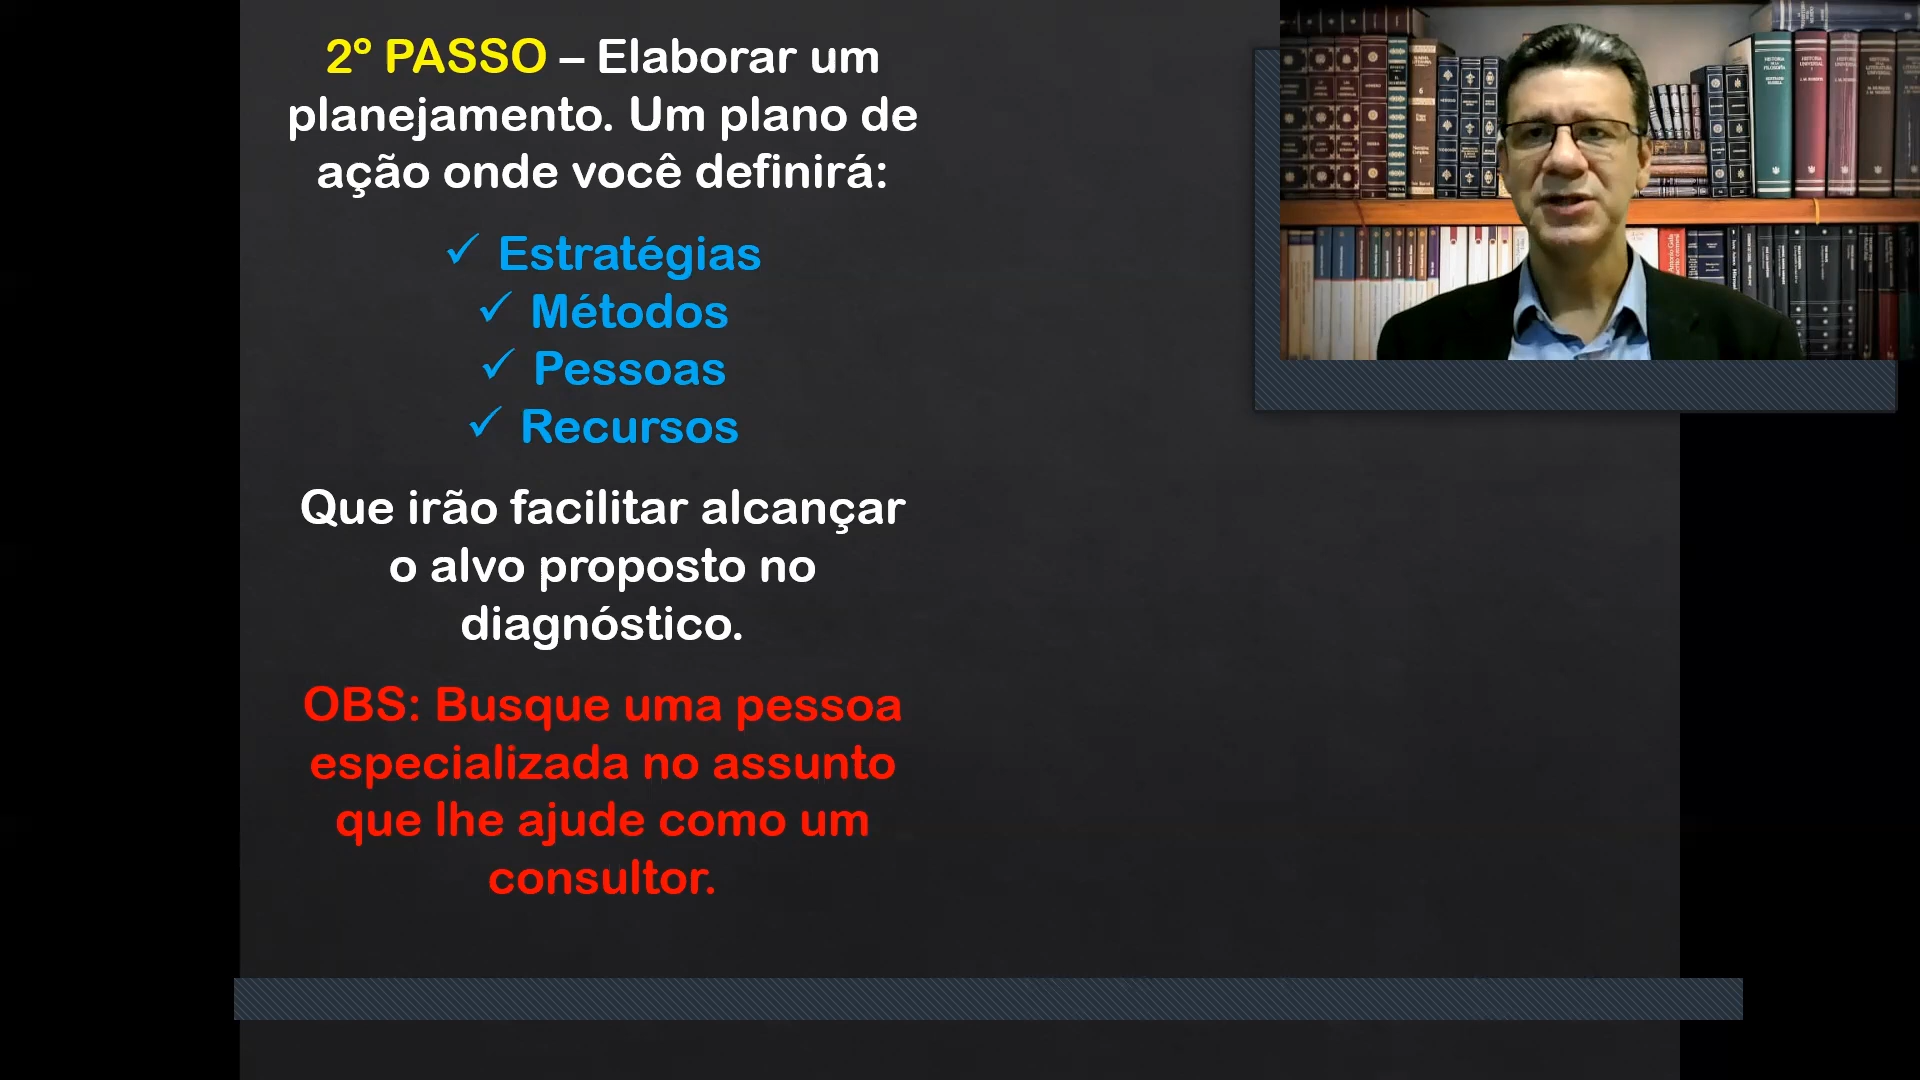 2º PASSO – Elaborar um
planejamento. Um plano de
ação onde você definirá:
✓ Estratégias
✓ Métodos
✓ Pessoas
✓ Recursos
Que irão facilitar alcançar
o alvo proposto no
diagnóstico.
OBS: Busque uma pessoa
especializada no assunto
que lhe ajude como um
consultor.